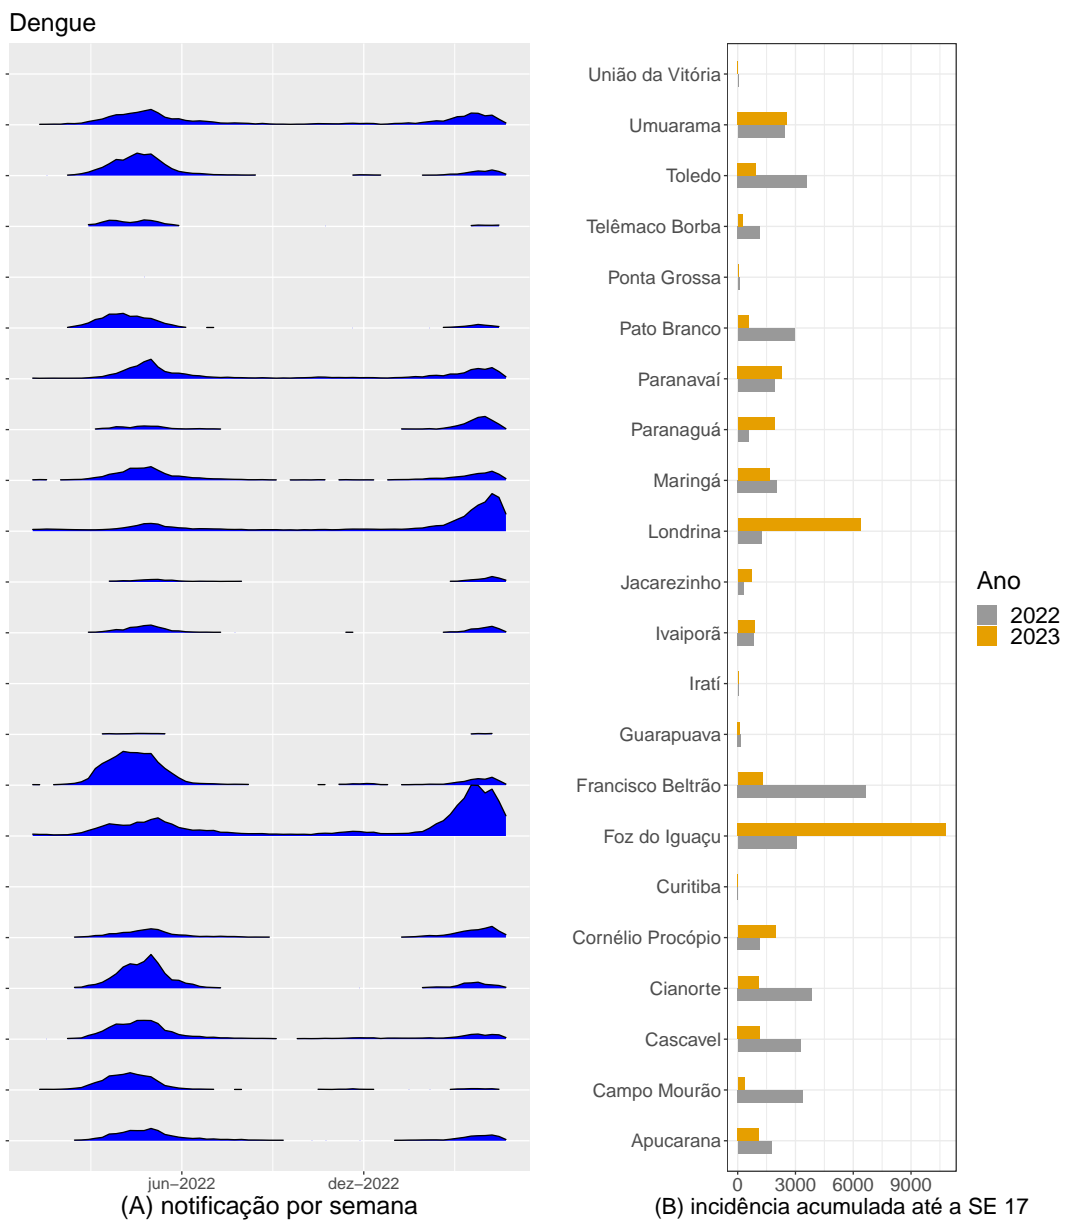 Dengue
União da Vitória
Umuarama
Toledo
Telêmaco Borba
Ponta Grossa
Pato Branco
Paranavaí
Paranaguá
Maringá
Londrina
Jacarezinho
Ivaiporã
Iratí
Guarapuava
Francisco Beltrão
Foz do Iguaçu
Curitiba
Cornélio Procópio
Cianorte
Cascavel
Campo Mourão
Apucarana
Ano
2022
2023
jun–2022 dez–2022
(A) notificação por semana
0 3000 6000 9000
(B) incidência acumulada até a SE 17